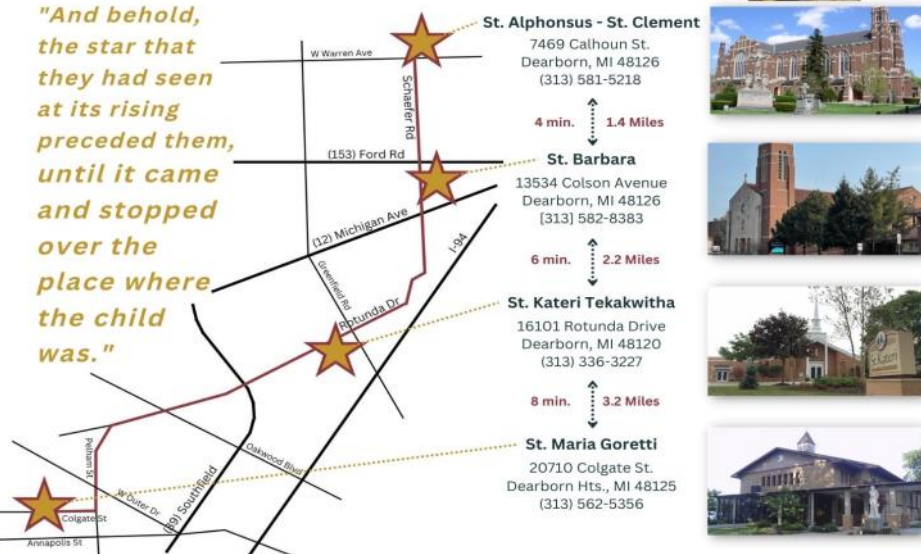 "And behold,
the star that
they had seen
at its rising
preceded them,
until it came
and stopped
over the
place where
the child
was."
W Warren Ave
Schaefer Rd
(153) Ford Rd
(12) Michigan Ave
I-94
Greenfield Rd
Rotunda Dr
Pelham St
Oakwood Blvd
W Outer Dr
(39) Southfield
Colgate St
Annapolis St
St. Alphonsus - St. Clement
7469 Calhoun St.
Dearborn, MI 48126
(313) 581-5218
4 min. 1.4 Miles
St. Barbara
13534 Colson Avenue
Dearborn, MI 48126
[313) 582-8383
6 min. 2.2 Miles
St. Kateri Tekakwitha
16101 Rotunda Drive
Dearborn, MI 48120
(313) 336-3227
8 min. 3.2 Miles
St. Maria Goretti
20710 Colgate St.
Dearborn Hts., MI 48125
(313) 562-5356
St Kateri